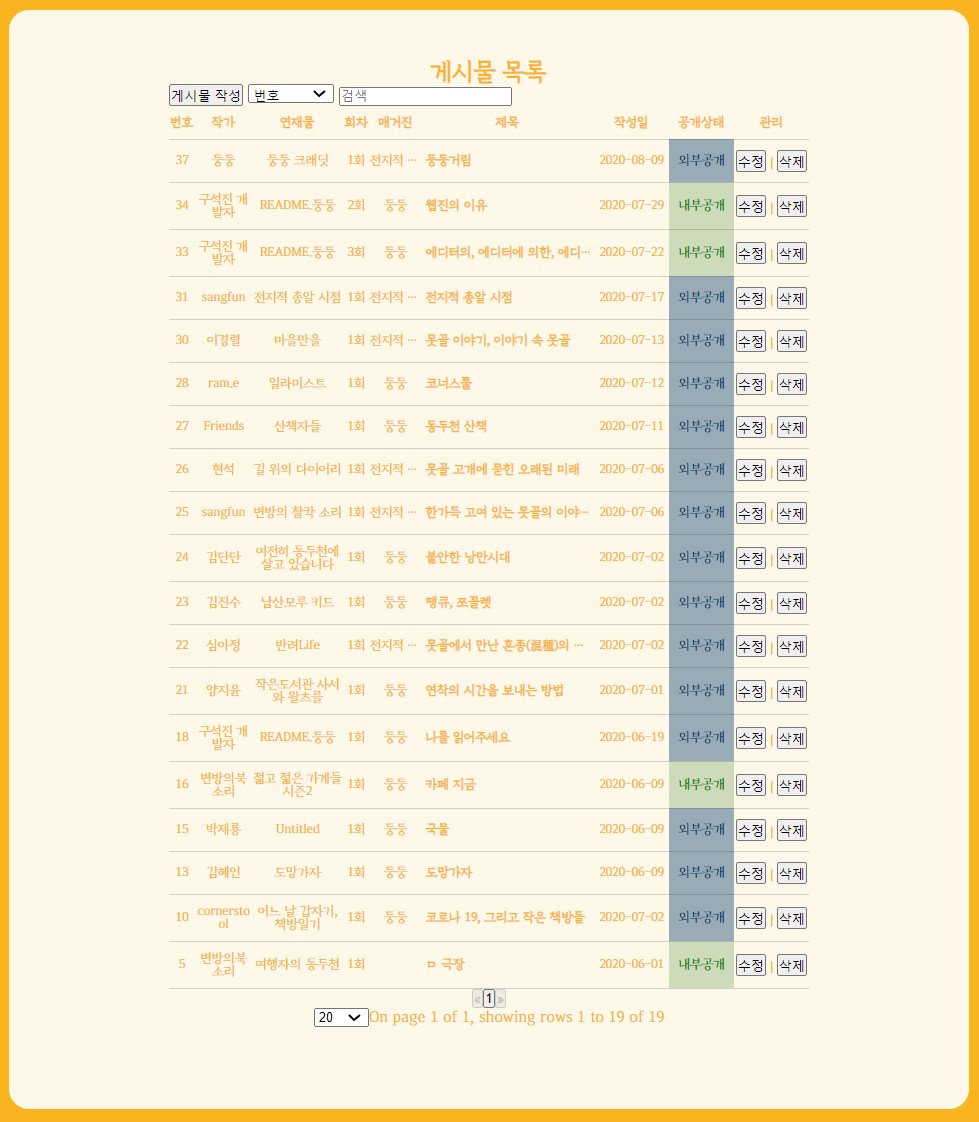 게시물 목록
게시물 작성 번호 검색
번호 작가 연재물 회차 매거진 제목 작성일 공개상태 관리
37 둥둥 둥둥 크래딧 1회 전지적 … 둥둥거림 2020-08-09 외부공개 수정 | 삭제
34 구석진 개발자 README.둥둥 2회 둥둥 웹진의 이유 2020-07-29 내부공개 수정 | 삭제
33 구석진 개발자 README.둥둥 3회 둥둥 에디터의, 에디터에 의한, 에디… 2020-07-22 내부공개 수정 | 삭제
31 sangfun 전지적 총알 시점 1회 전지적 … 전지적 총알 시점 2020-07-17 외부공개 수정 | 삭제
30 이경렬 마을만을 1회 전지적 … 못골 이야기, 이야기 속 못골 2020-07-13 외부공개 수정 | 삭제
28 ram.e 일라미스트 1회 둥둥 코너스툴 2020-07-12 외부공개 수정 | 삭제
27 Friends 산책자들 1회 둥둥 동두천 산책 2020-07-11 외부공개 수정 | 삭제
26 현석 길 위의 다이어리 1회 전지적 … 못골 고개에 묻힌 오래된 미래 2020-07-06 외부공개 수정 | 삭제
25 sangfun 변방의 찰칵 소리 1회 전지적 … 한가득 고여 있는 못골의 이야… 2020-07-06 외부공개 수정 | 삭제
24 김단단 여전히 동두천에 살고 있습니다 1회 둥둥 불안한 낭만시대 2020-07-02 외부공개 수정 | 삭제
23 김진수 남산모루 키드 1회 둥둥 땡큐, 쪼꼴렛 2020-07-02 외부공개 수정 | 삭제
22 심아정 반려Life 1회 전지적 … 못골에서 만난 혼종(混種)의 … 2020-07-02 외부공개 수정 | 삭제
21 양지윤 작은도서관 사서와 왈츠를 1회 둥둥 연착의 시간을 보내는 방법 2020-07-01 외부공개 수정 | 삭제
18 구석진 개발자 README.둥둥 1회 둥둥 나를 읽어주세요 2020-06-19 외부공개 수정 | 삭제
16 변방의북소리 젊고 젊은 가게들 시즌2 1회 둥둥 카페 지금 2020-06-09 내부공개 수정 | 삭제
15 박재룡 Untitled 1회 둥둥 국물 2020-06-09 외부공개 수정 | 삭제
13 김혜인 도망가자 1회 둥둥 도망가자 2020-06-09 외부공개 수정 | 삭제
10 cornerstool 어느 날 갑자기, 책방일기 1회 둥둥 코로나 19, 그리고 작은 책방들 2020-07-02 외부공개 수정 | 삭제
5 변방의북소리 여행자의 동두천 1회 ㅁ 극장 2020-06-01 내부공개 수정 | 삭제
« 1 »
20 On page 1 of 1, showing rows 1 to 19 of 19